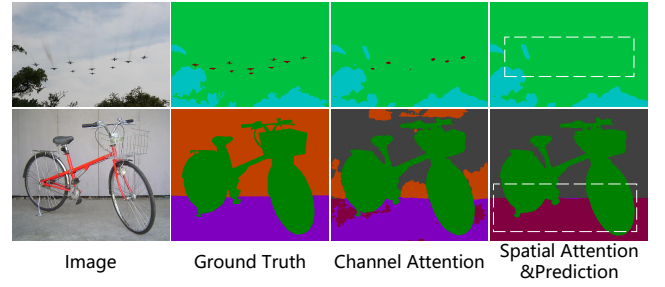 Image
Ground Truth
Channel Attention
Spatial Attention
&Prediction